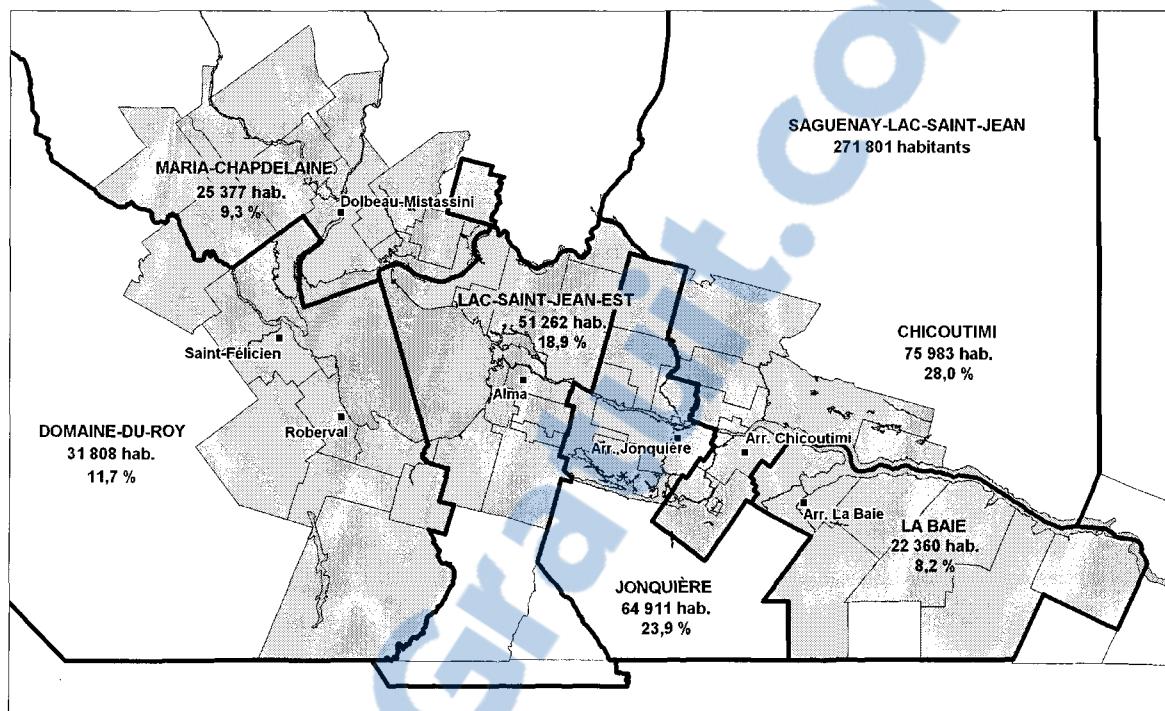 SAGUENAY-LAC-SAINT-JEAN
271 801 habitants
MARIA-CHAPDELAINE
25 377 hab.
9,3 %
Dolbeau-Mistassini
LAC-SAINT-JEAN-EST
51 262 hab.
18,9 %
CHICOUTIMI
75 983 hab.
28,0 %
Saint-Félicien
Alma
Roberval
DOMAINE-DU-ROY
31 808 hab.
11,7 %
Arr. Jonquière
Arr. Chicoutimi
Arr. La Baie
LA BAIE
22 360 hab.
8,2 %
JONQUIÈRE
64 911 hab.
23,9 %
Gratuit.co